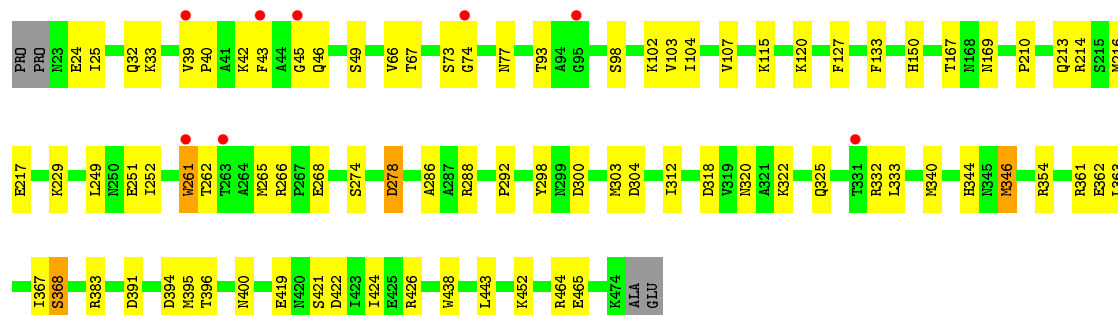 PRO PRO N23 E24 I25 Q32 K33 V39 P40 A41 K42 F43 A44 G45 Q46 S49 V66 T67 S73 G74 N77 T93 A94 G95 S98 K102 V103 I104 V107 K115 K120 F127 F133 H150 T167 N168 N169 P210 Q213 R214 S215 M216
E217 K229 L249 N250 E251 I252 W261 T262 T263 A264 M265 R266 P267 E268 S274 D278 A286 A287 R288 P292 Y298 N299 D300 M303 D304 I312 D318 V319 N320 A321 K322 Q325 T331 R332 L333 M340 H344 N345 M346 R354 R361 E362
I367 S368 R383 D391 D394 M395 T396 N400 E419 N420 S421 D422 I423 I424 E425 R426 W438 L443 K452 R464 E465 K474 ALA GLU